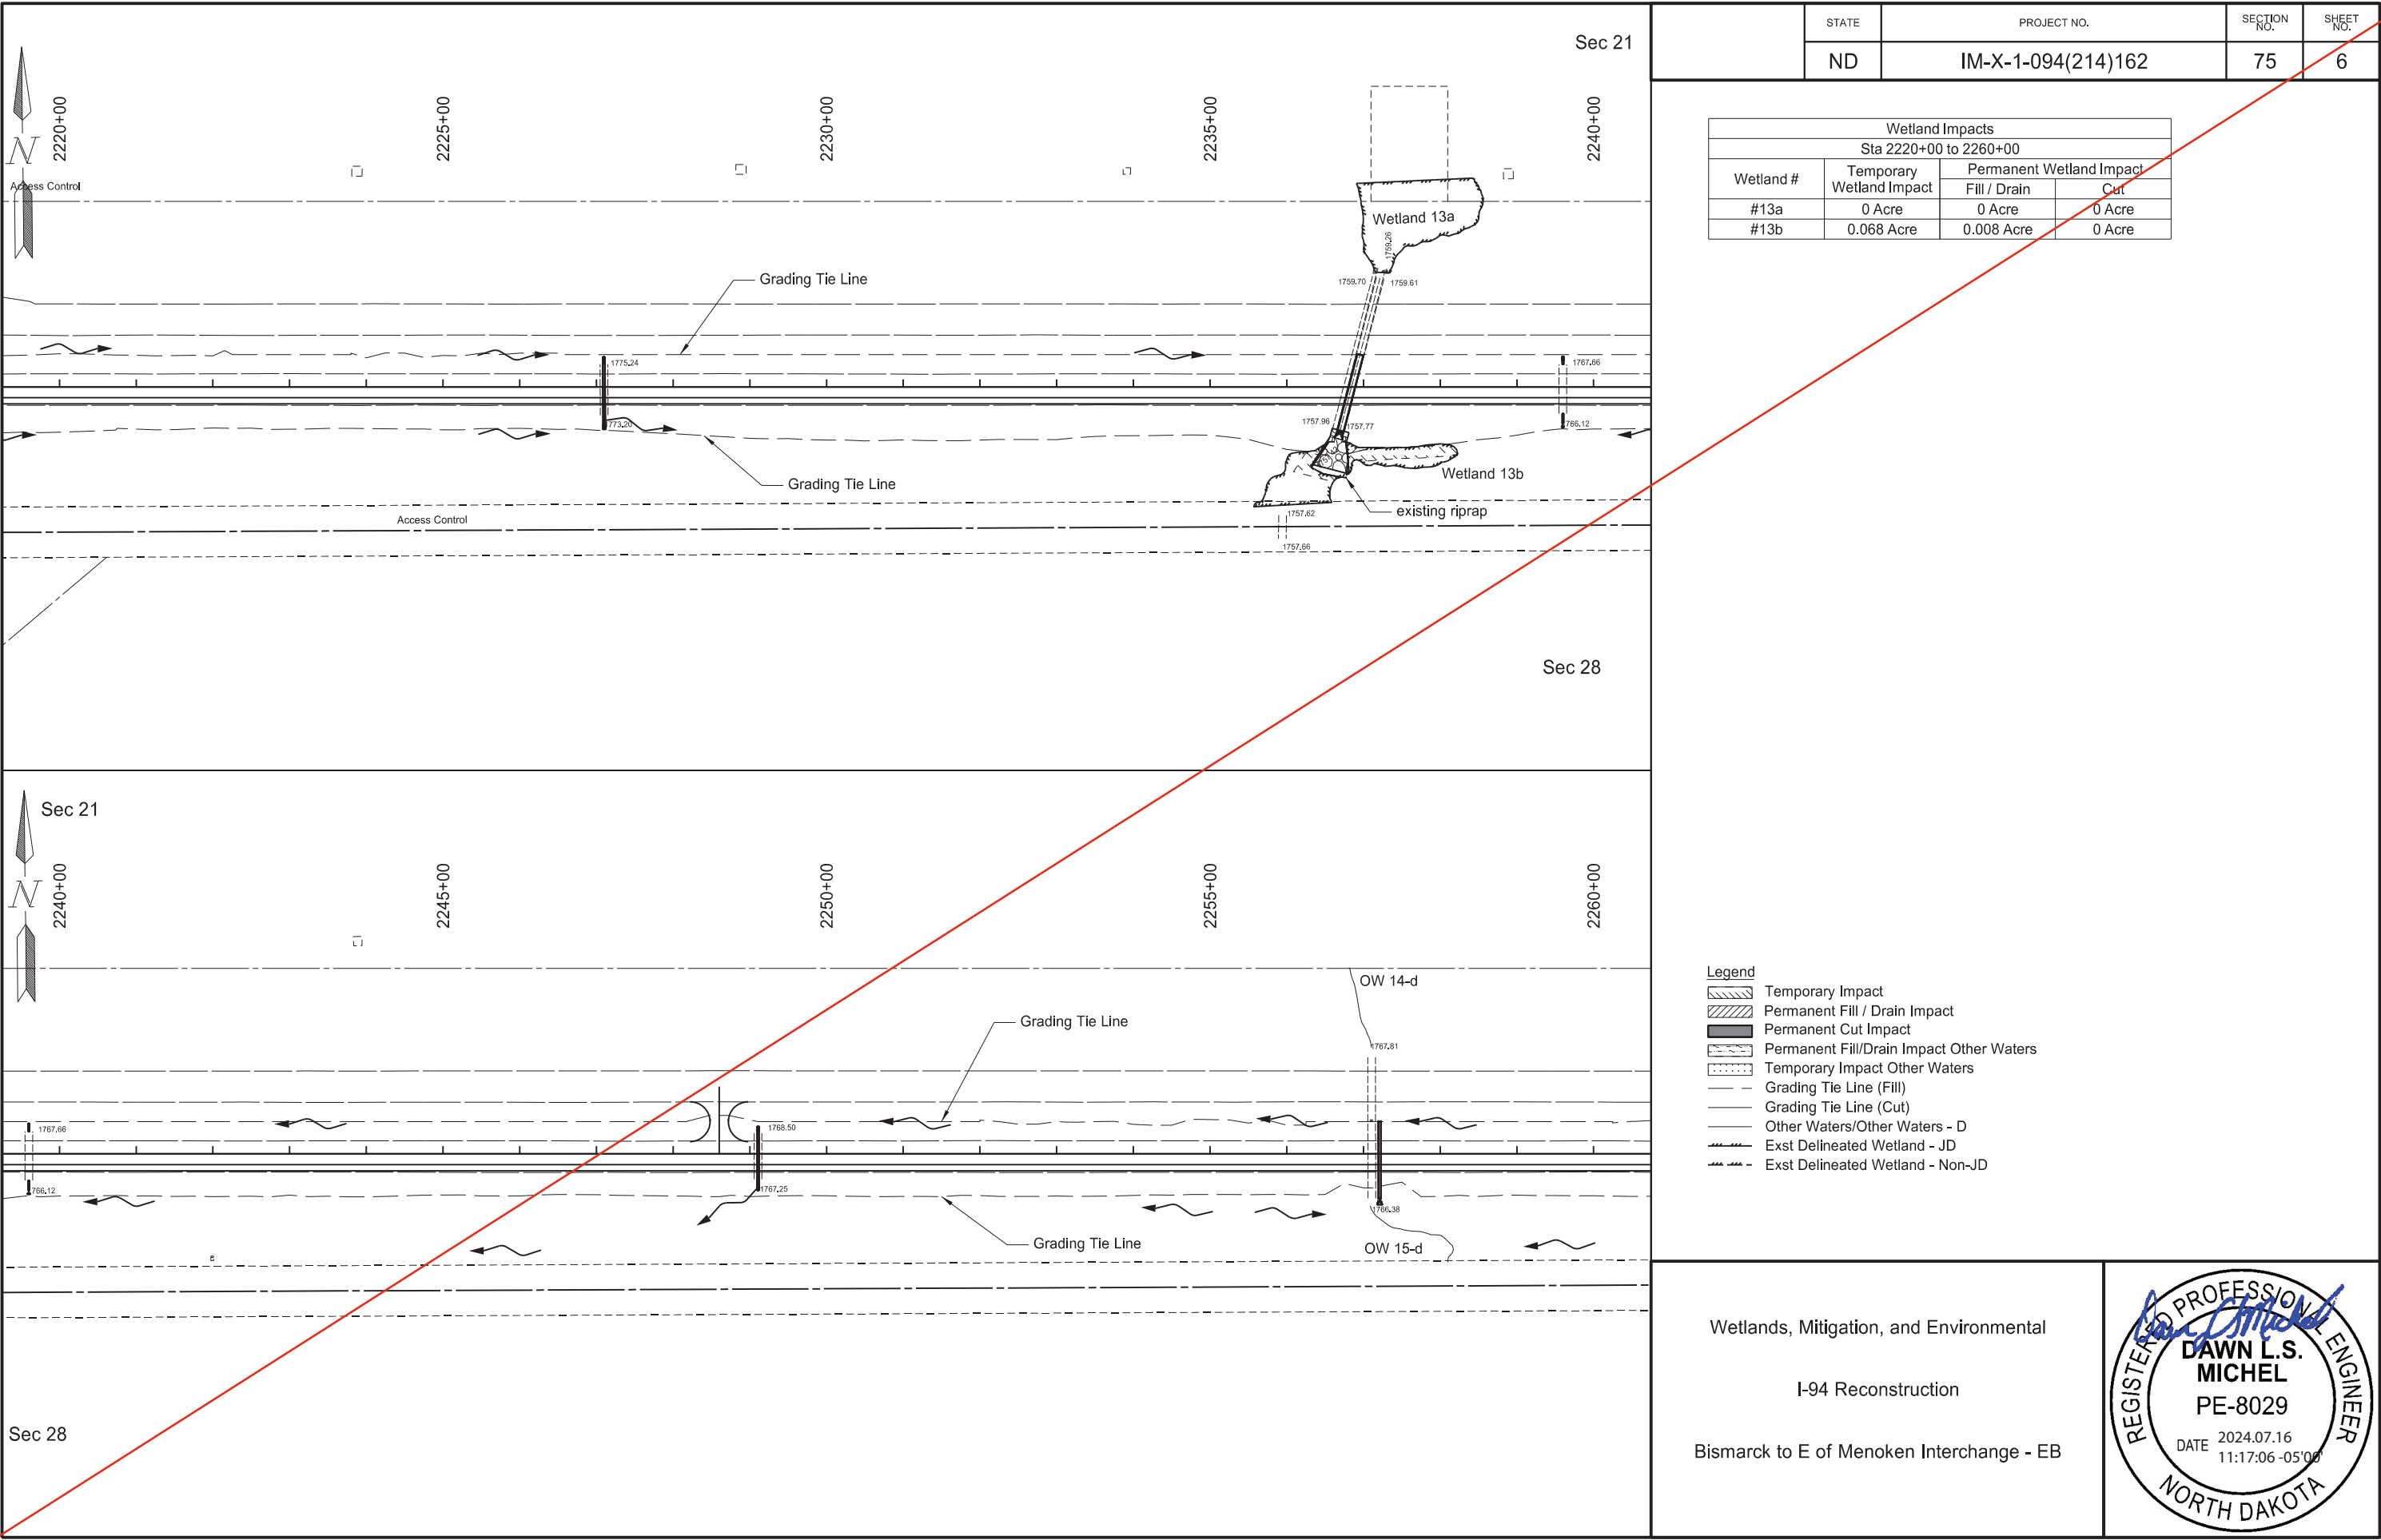 STATE PROJECT NO. SECTION NO. SHEET NO.
ND IM-X-1-094(214)162 75 6
Sec 21
N
2220+00
2225+00
2230+00
2235+00
2240+00
Access Control
Wetland 13a
1759.26
1759.70
1759.61
Grading Tie Line
1775.24
1767.66
1773.20
1757.96
1757.77
1766.12
Wetland 13b
Grading Tie Line
existing riprap
1757.62
Access Control
1757.66
Sec 28
Wetland Impacts
Sta 2220+00 to 2260+00
Wetland # Temporary Wetland Impact Permanent Wetland Impact
Fill / Drain Cut
#13a 0 Acre 0 Acre 0 Acre
#13b 0.068 Acre 0.008 Acre 0 Acre
Sec 21
N
2240+00
2245+00
2250+00
2255+00
2260+00
OW 14-d
Grading Tie Line
1767.81
1767.66
1768.50
1766.12
1767.25
1766.38
Grading Tie Line
OW 15-d
Sec 28
Legend
Temporary Impact
Permanent Fill / Drain Impact
Permanent Cut Impact
Permanent Fill/Drain Impact Other Waters
Temporary Impact Other Waters
Grading Tie Line (Fill)
Grading Tie Line (Cut)
Other Waters/Other Waters - D
Exst Delineated Wetland - JD
Exst Delineated Wetland - Non-JD
Wetlands, Mitigation, and Environmental
I-94 Reconstruction
Bismarck to E of Menoken Interchange - EB
REGISTERED PROFESSIONAL ENGINEER
DAWN L.S.
MICHEL
PE-8029
DATE 2024.07.16
11:17:06 -05'00'
NORTH DAKOTA